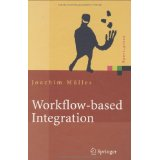 Joachim Müller
Workflow-based
Integration
Springer